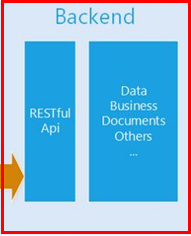 Backend
RESTful
Api
Data
Business
Documents
Others
...